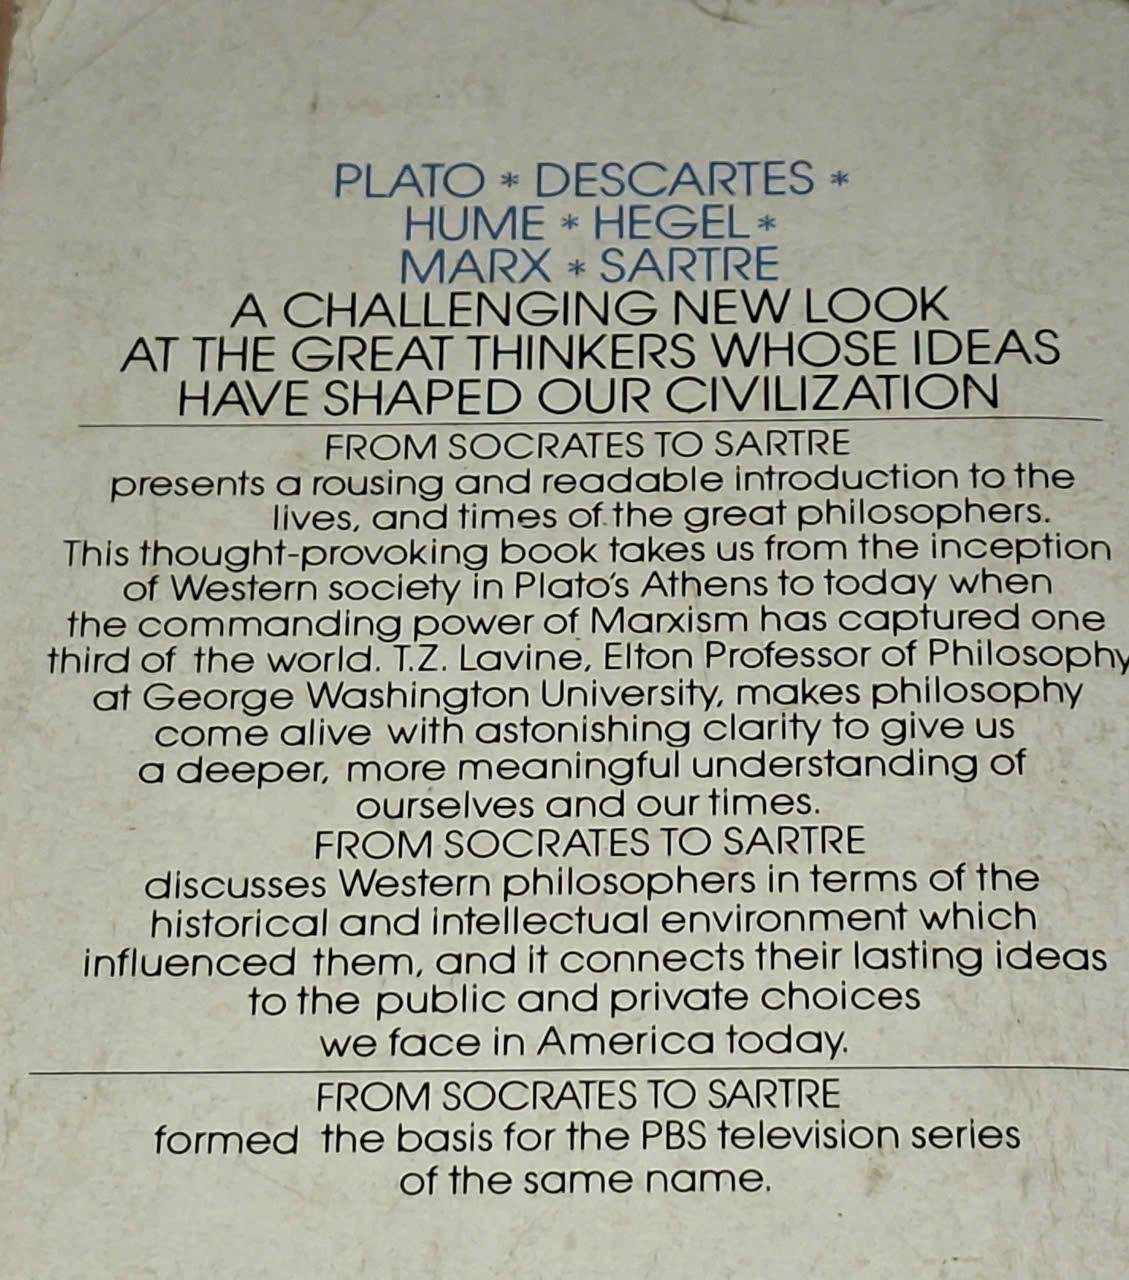 PLATO * DESCARTES *
HUME * HEGEL *
MARX * SARTRE
A CHALLENGING NEW LOOK
AT THE GREAT THINKERS WHOSE IDEAS
HAVE SHAPED OUR CIVILIZATION
FROM SOCRATES TO SARTRE
presents a rousing and readable introduction to the
lives, and times of the great philosophers.
This thought-provoking book takes us from the inception
of Western society in Plato's Athens to today when
the commanding power of Marxism has captured one
third of the world. T.Z. Lavine, Elton Professor of Philosophy
at George Washington University, makes philosophy
come alive with astonishing clarity to give us
a deeper, more meaningful understanding of
ourselves and our times.
FROM SOCRATES TO SARTRE
discusses Western philosophers in terms of the
historical and intellectual environment which
influenced them, and it connects their lasting ideas
to the public and private choices
we face in America today.
FROM SOCRATES TO SARTRE
formed the basis for the PBS television series
of the same name.